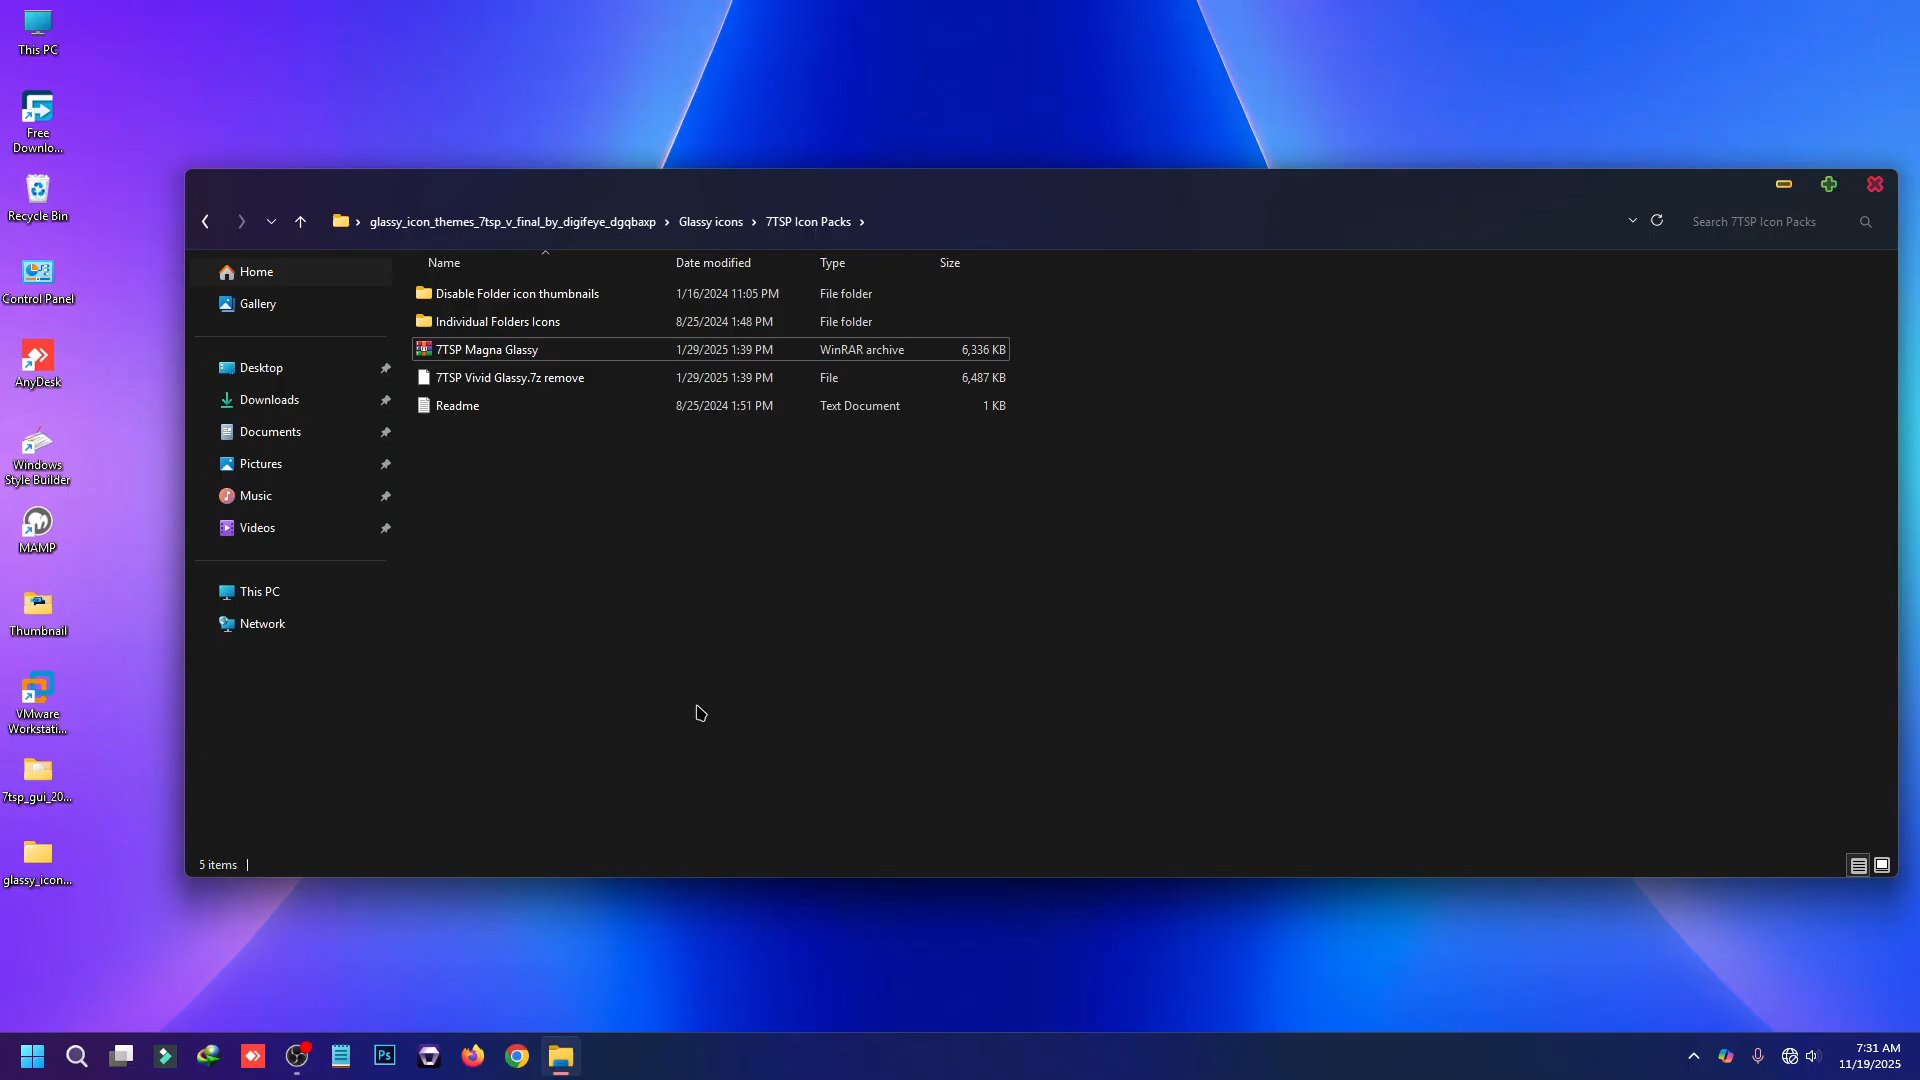 This PC
Free
Downlo...
Recycle Bin
Control Panel
AnyDesk
Windows
Style Builder
MAMP
Thumbnail
VMware
Workstati...
7tsp_gui_20...
glassy_icon...
glassy_icon_themes_7tsp_v_final_by_digifeye_dgqbaxp
Glassy icons
7TSP Icon Packs
Search 7TSP Icon Packs
Home
Gallery
Desktop
Downloads
Documents
Pictures
Music
Videos
This PC
Network
Name Date modified Type Size
Disable Folder icon thumbnails 1/16/2024 11:05 PM File folder
Individual Folders Icons 8/25/2024 1:48 PM File folder
7TSP Magna Glassy 1/29/2025 1:39 PM WinRAR archive 6,336 KB
7TSP Vivid Glassy.7z remove 1/29/2025 1:39 PM File 6,487 KB
Readme 8/25/2024 1:51 PM Text Document 1 KB
5 items
Ps
7:31 AM
11/19/2025